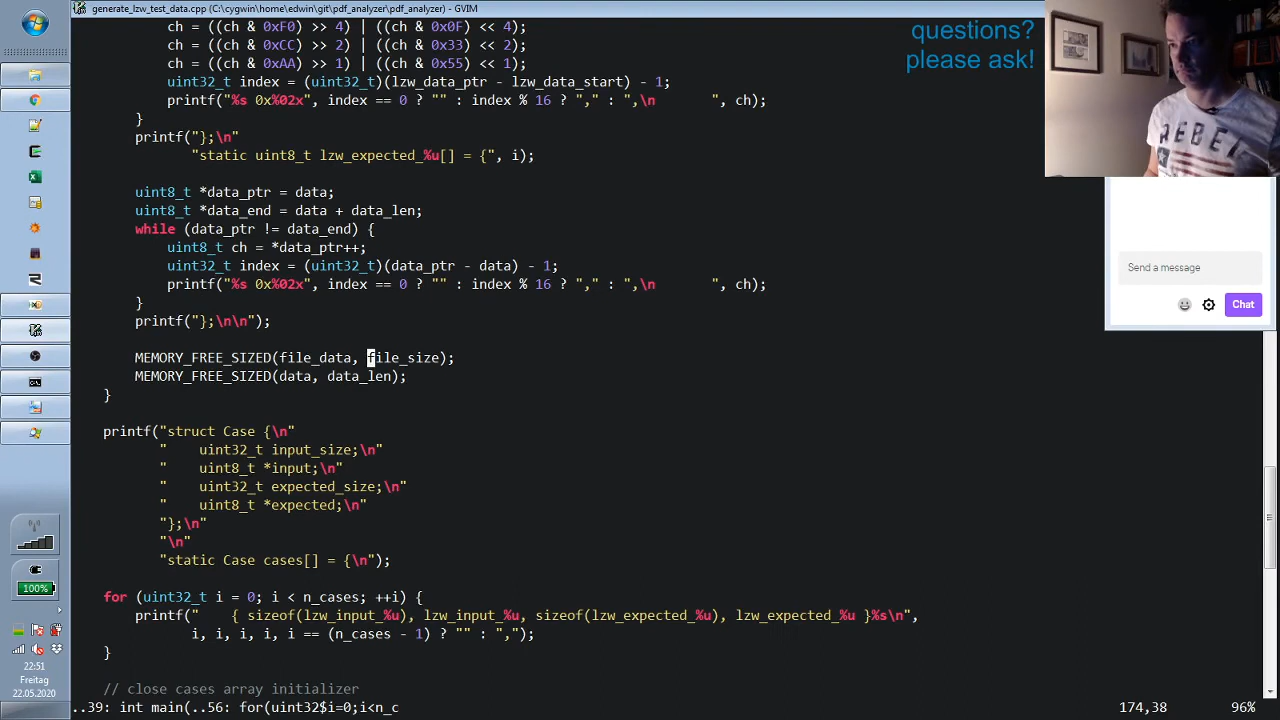 generate_lzw_test_data.cpp (C:\cygwin\home\edwin\git\pdf_analyzer\pdf_analyzer) - GVIM
ch = ((ch & 0xF0) >> 4) | ((ch & 0x0F) << 4);
ch = ((ch & 0xCC) >> 2) | ((ch & 0x33) << 2);
ch = ((ch & 0xAA) >> 1) | ((ch & 0x55) << 1);
uint32_t index = (uint32_t)(lzw_data_ptr - lzw_data_start) - 1;
printf("%s 0x%02x", index == 0 ? "" : index % 16 ? "," : ",\n       ", ch);
}
printf("};\n"
"static uint8_t lzw_expected_%u[] = {", i);
uint8_t *data_ptr = data;
uint8_t *data_end = data + data_len;
while (data_ptr != data_end) {
uint8_t ch = *data_ptr++;
uint32_t index = (uint32_t)(data_ptr - data) - 1;
printf("%s 0x%02x", index == 0 ? "" : index % 16 ? "," : ",\n       ", ch);
}
printf("};\n\n");
MEMORY_FREE_SIZED(file_data, file_size);
MEMORY_FREE_SIZED(data, data_len);
}
printf("struct Case {\n"
"    uint32_t input_size;\n"
"    uint8_t *input;\n"
"    uint32_t expected_size;\n"
"    uint8_t *expected;\n"
"};\n"
"\n"
"static Case cases[] = {\n");
for (uint32_t i = 0; i < n_cases; ++i) {
printf("    { sizeof(lzw_input_%u), lzw_input_%u, sizeof(lzw_expected_%u), lzw_expected_%u }%s\n",
i, i, i, i, i == (n_cases - 1) ? "" : ",");
}
// close cases array initializer
..39: int main(..56: for(uint32$i=0;i<n_c
174,38
96%
questions?
please ask!
REBEL
Send a message
Chat
100%
22:51
Freitag
22.05.2020